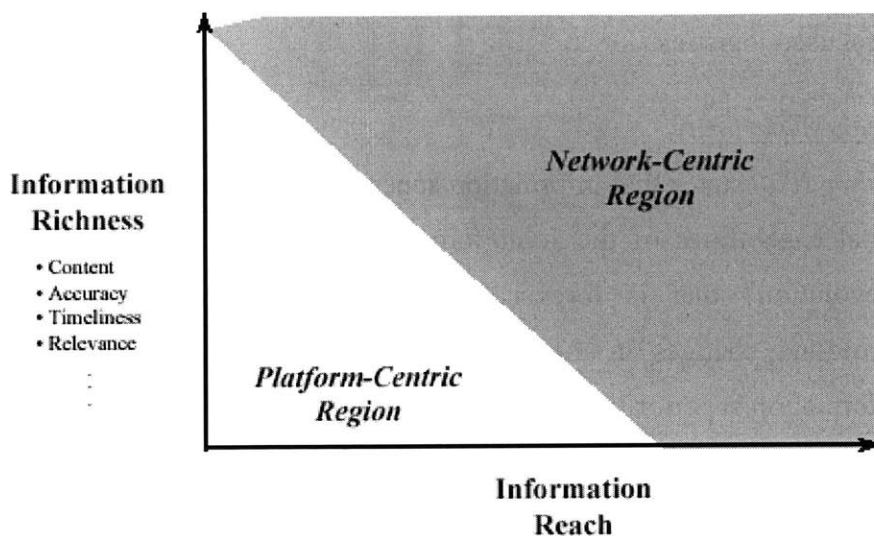 Network-Centric
Region
Information
Richness
• Content
• Accuracy
• Timeliness
• Relevance
Platform-Centric
Region
Information
Reach